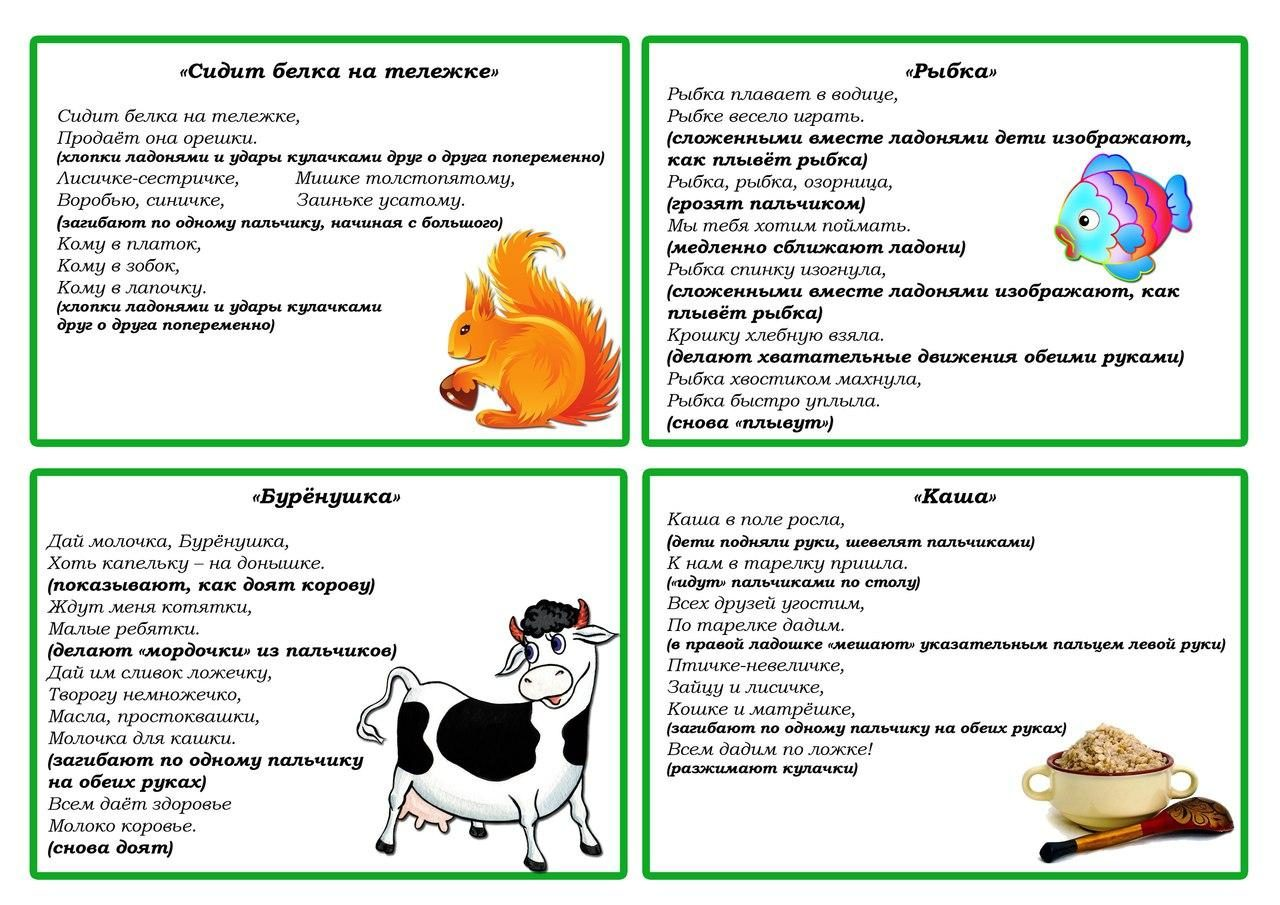 «Сидит белка на тележке»
Сидит белка на тележке,
Продаёт она орешки.
(хлопки ладонями и удары кулачками друг о друга попеременно)
Лисичке-сестричке, Мишке толстопятому,
Воробью, синичке, Заиньке усатому.
(загибают по одному пальчику, начиная с большого)
Кому в платок,
Кому в зобок,
Кому в лапочку.
(хлопки ладонями и удары кулачками
друг о друга попеременно)
«Рыбка»
Рыбка плавает в водице,
Рыбке весело играть.
(сложенными вместе ладонями дети изображают,
как плывёт рыбка)
Рыбка, рыбка, озорница,
(грозят пальчиком)
Мы тебя хотим поймать.
(медленно сближают ладони)
Рыбка спинку изогнула,
(сложенными вместе ладонями изображают, как
плывёт рыбка)
Крошку хлебную взяла.
(делают хватательные движения обеими руками)
Рыбка хвостиком махнула,
Рыбка быстро уплыла.
(снова «плывут»)
«Бурёнушка»
Дай молочка, Бурёнушка,
Хоть капельку – на донышке.
(показывают, как доят корову)
Ждут меня котятки,
Малые ребятки.
(делают «мордочки» из пальчиков)
Дай им сливок ложечку,
Творогу немножечко,
Масла, простоквашки,
Молочка для кашки.
(загибают по одному пальчику
на обеих руках)
Всем даёт здоровье
Молоко коровье.
(снова доят)
«Каша»
Каша в поле росла,
(дети подняли руки, шевелят пальчиками)
К нам в тарелку пришла.
(«идут» пальчиками по столу)
Всех друзей угостим,
По тарелке дадим.
(в правой ладошке «мешают» указательным пальцем левой руки)
Птичке-невеличке,
Зайцу и лисичке,
Кошке и матрёшке,
(загибают по одному пальчику на обеих руках)
Всем дадим по ложке!
(разжимают кулачки)